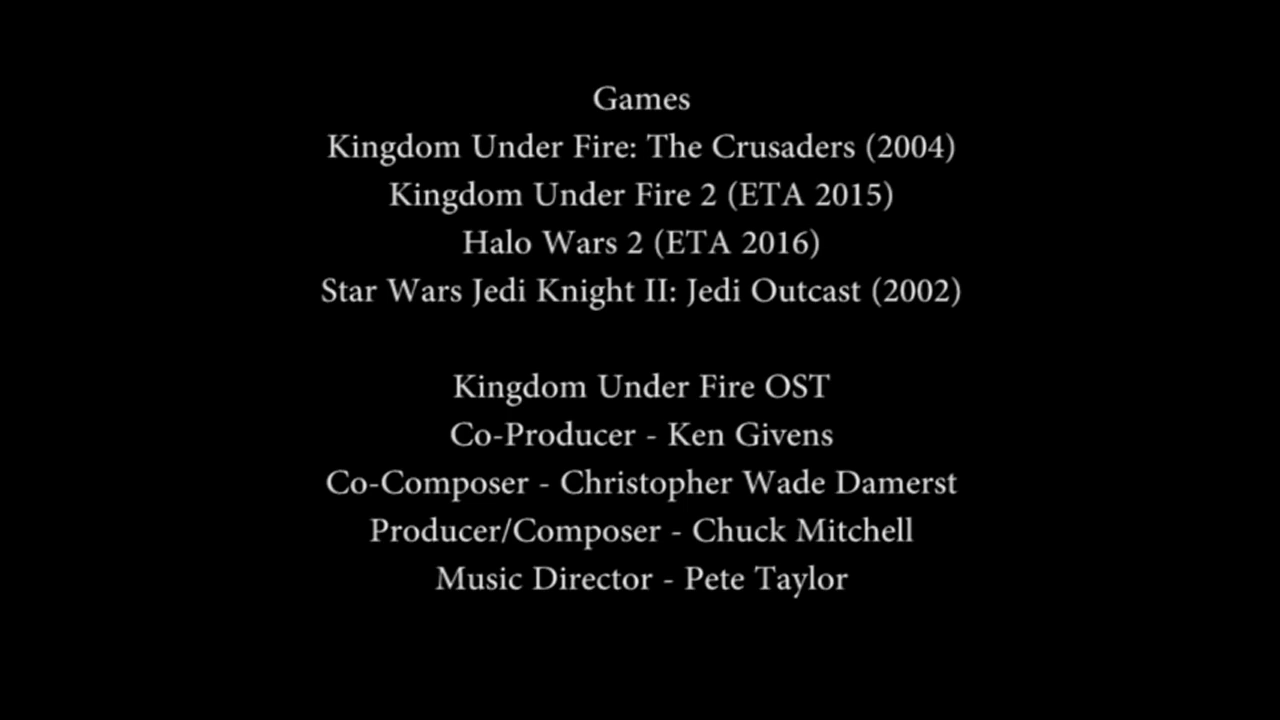 Games
Kingdom Under Fire: The Crusaders (2004)
Kingdom Under Fire 2 (ETA 2015)
Halo Wars 2 (ETA 2016)
Star Wars Jedi Knight II: Jedi Outcast (2002)
Kingdom Under Fire OST
Co-Producer - Ken Givens
Co-Composer - Christopher Wade Damerst
Producer/Composer - Chuck Mitchell
Music Director - Pete Taylor